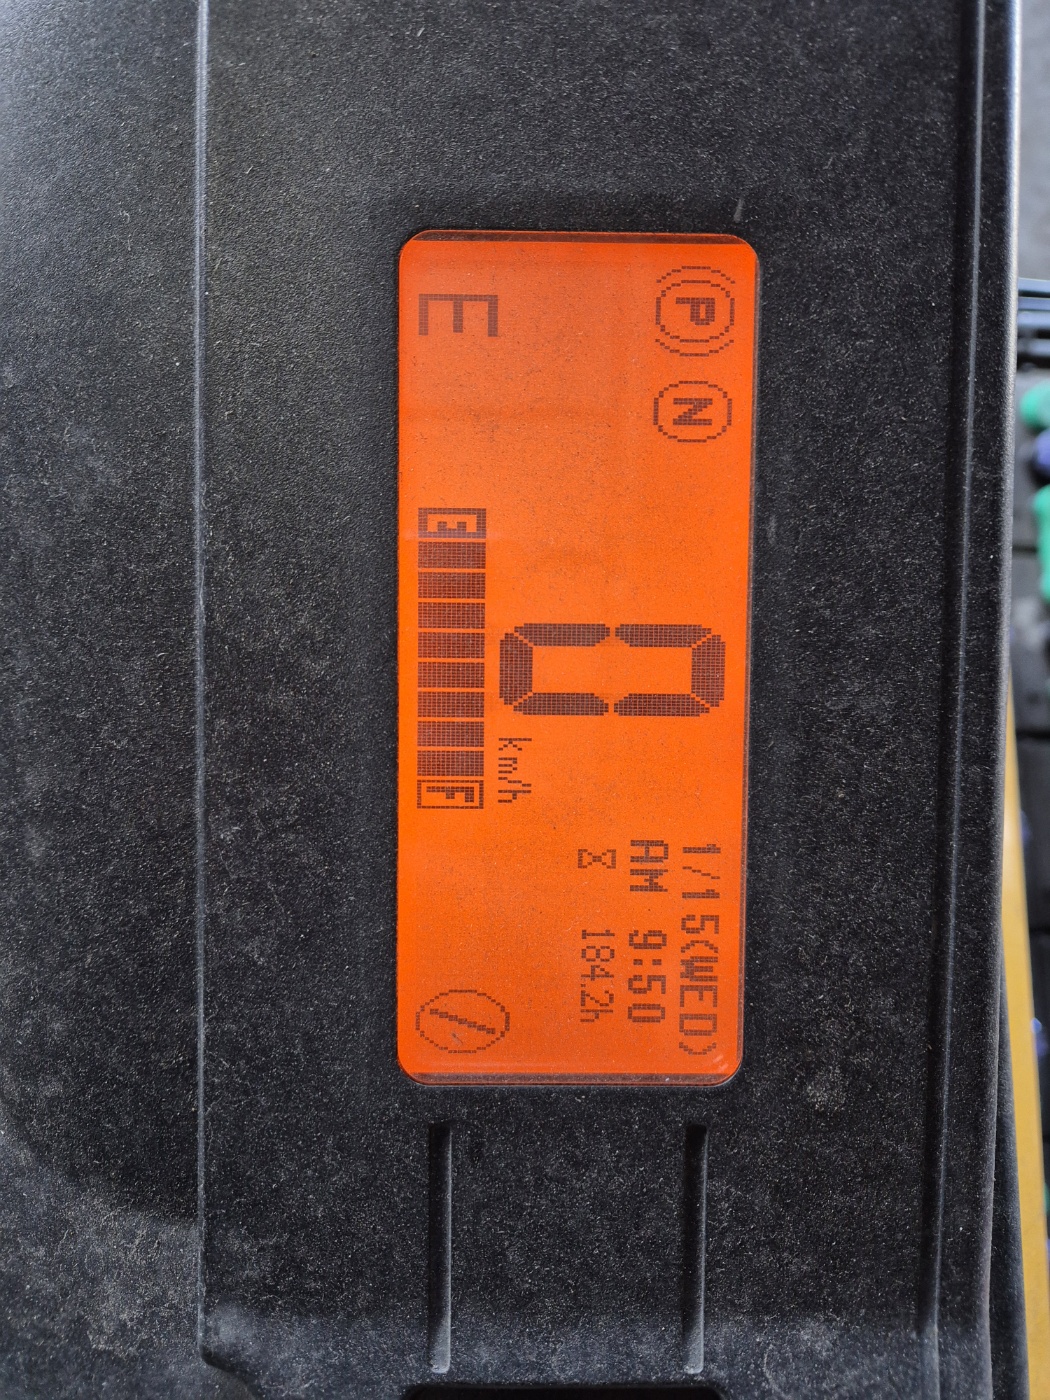 P N
1/15(WED)
AM 9:50
184.2h
0 km/h
E
E F